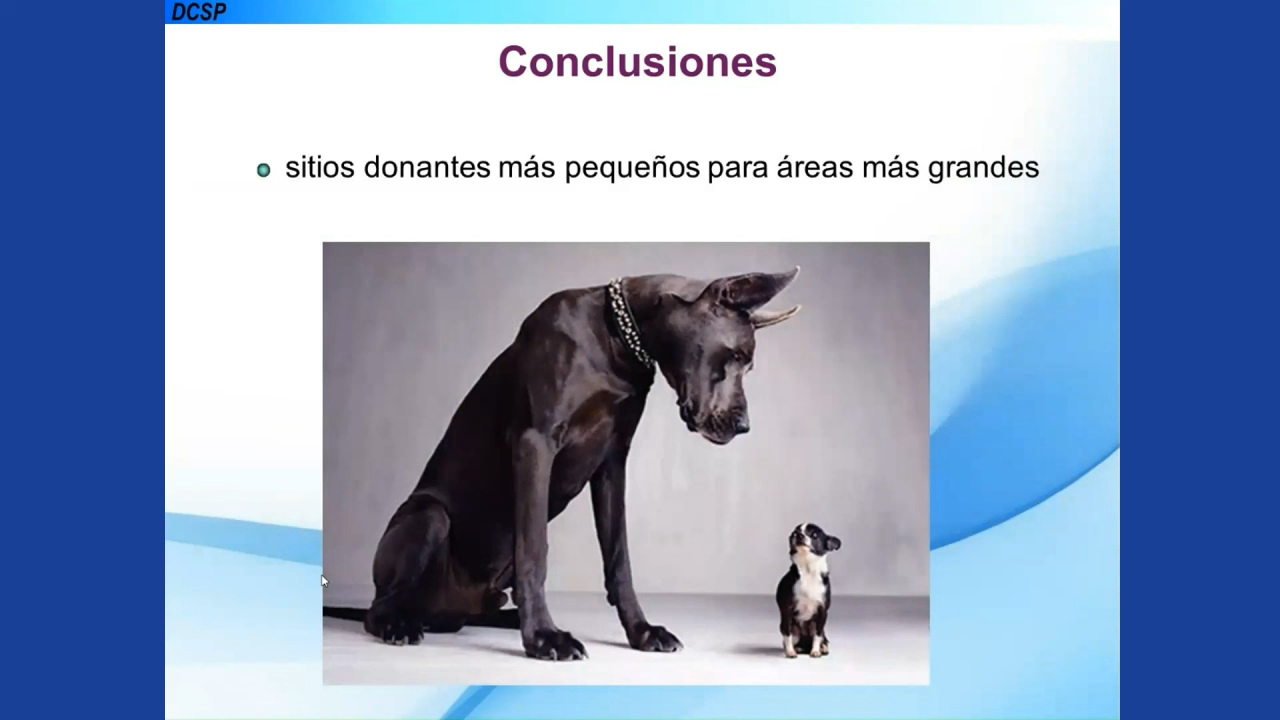 DCSP
Conclusiones
sitios donantes más pequeños para áreas más grandes